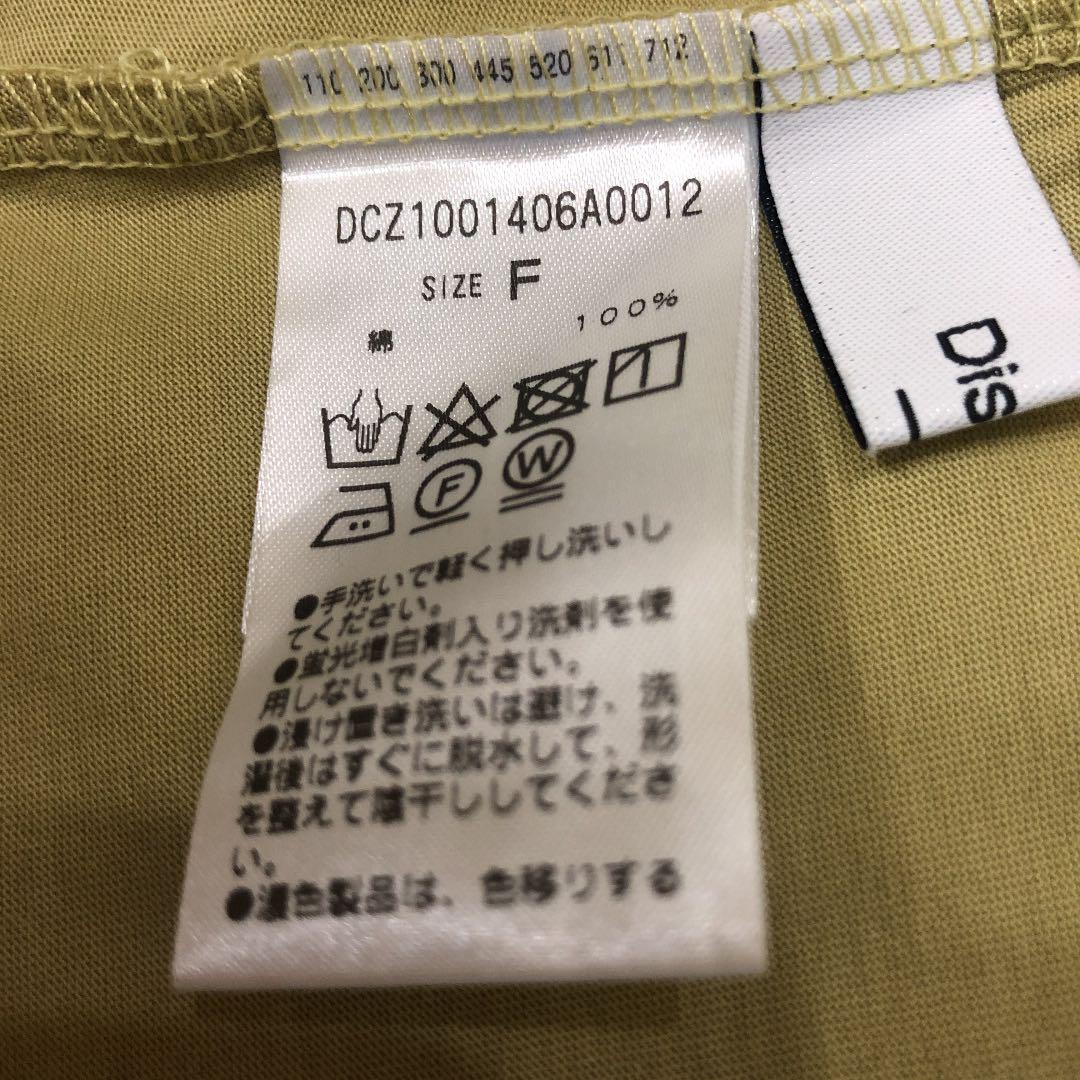 110 200 300 445 520 611 712
DCZ1001406A0012
SIZE F
綿 100%
F W
●手洗いで軽く押し洗いし
てください。
●蛍光増白剤入り洗剤を使
用しないでください。
●浸け置き洗いは避け、洗
濯後はすぐに脱水して、形
を整えて陰干ししてくださ
い。
●濃色製品は、色移りする
Dis